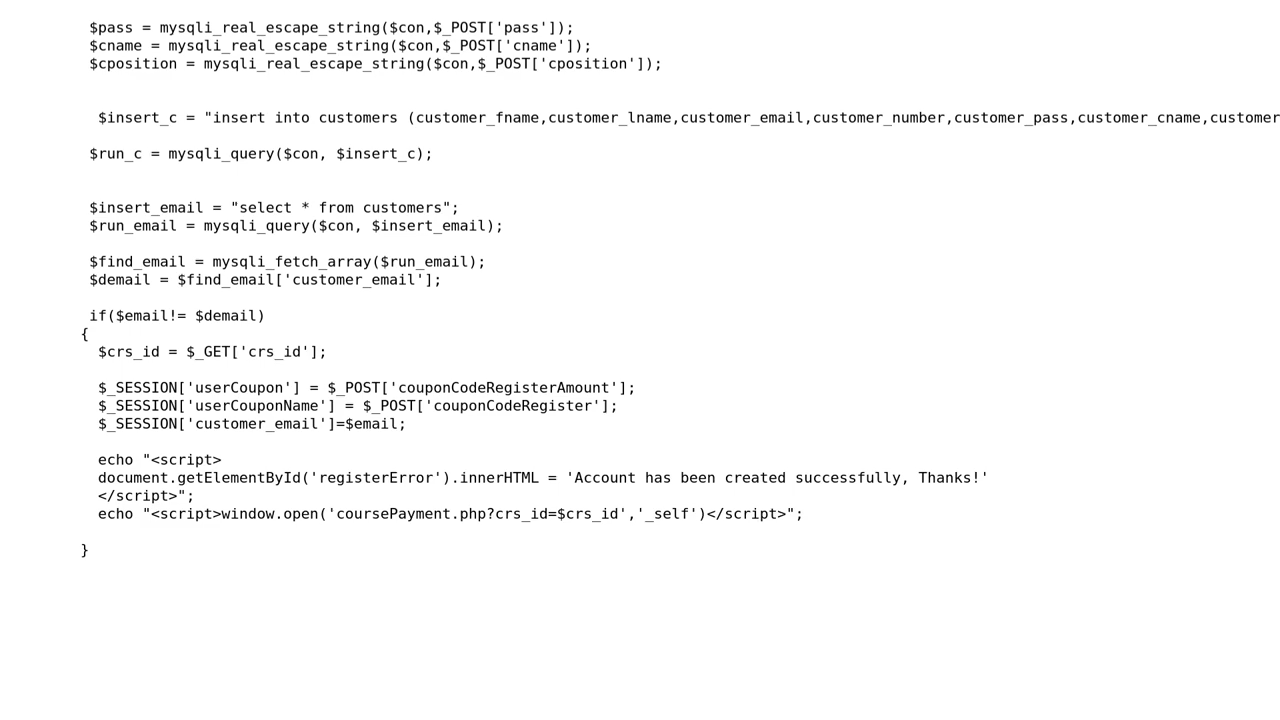 $pass = mysqli_real_escape_string($con,$_POST['pass']);
$cname = mysqli_real_escape_string($con,$_POST['cname']);
$cposition = mysqli_real_escape_string($con,$_POST['cposition']);
$insert_c = "insert into customers (customer_fname,customer_lname,customer_email,customer_number,customer_pass,customer_cname,customer
$run_c = mysqli_query($con, $insert_c);
$insert_email = "select * from customers";
$run_email = mysqli_query($con, $insert_email);
$find_email = mysqli_fetch_array($run_email);
$demail = $find_email['customer_email'];
if($email!= $demail)
{
$crs_id = $_GET['crs_id'];
$_SESSION['userCoupon'] = $_POST['couponCodeRegisterAmount'];
$_SESSION['userCouponName'] = $_POST['couponCodeRegister'];
$_SESSION['customer_email']=$email;
echo "<script>
document.getElementById('registerError').innerHTML = 'Account has been created successfully, Thanks!'
</script>";
echo "<script>window.open('coursePayment.php?crs_id=$crs_id','_self')</script>";
}